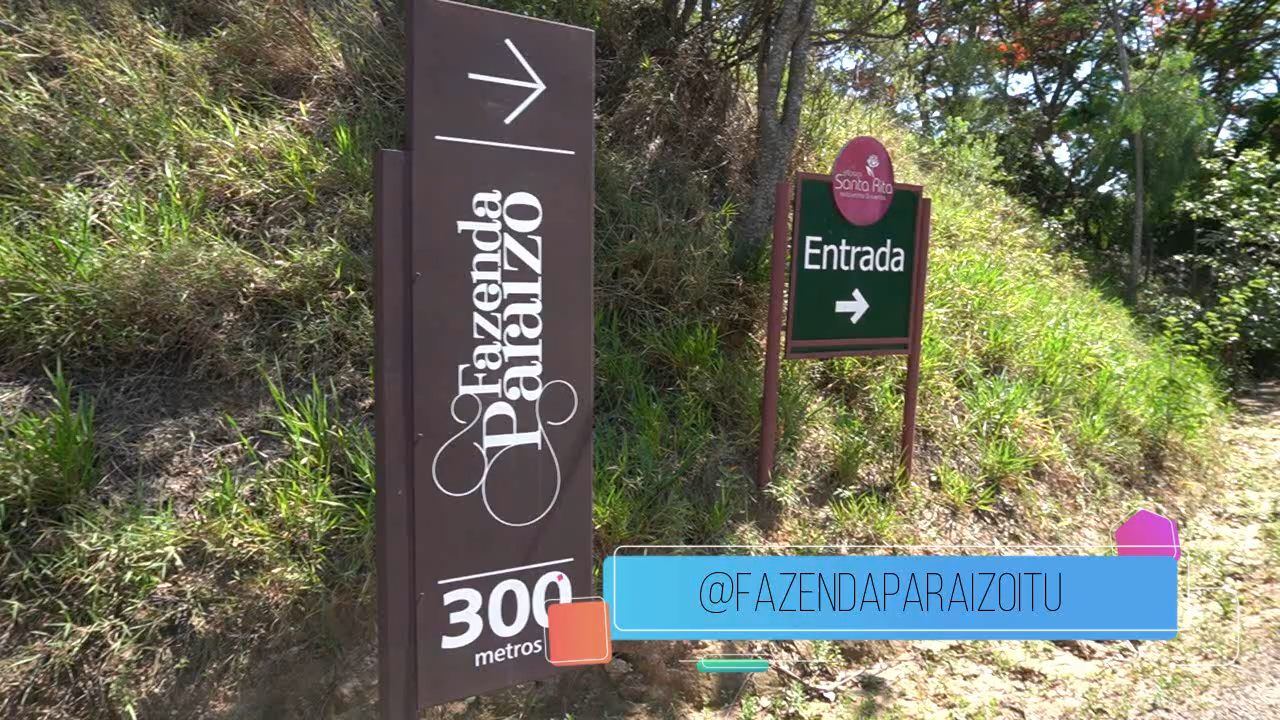 Fazenda
Paraizo
300
metros
Santa Rita
Entrada
@FAZENDAPARAIZOITU